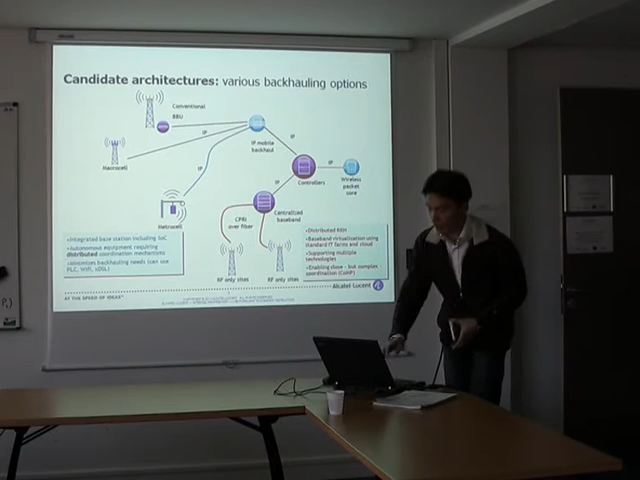 Candidate architectures: various backhauling options
Conventional
BBU
IP
IP
Macrocell
IP mobile
backhaul
IP
IP
Controllers
Wireless
packet
core
IP
IP
Metrocell
CPRI
over fiber
Centralized
baseband
•Integrated base station including SoC
•Autonomous equipment requiring
distributed coordination mechanisms
•Minimizes backhauling needs (can use
PLC, Wifi, xDSL)
RF only sites
RF only sites
•Distributed RRH
•Baseband virtualization using
standard IT farms and cloud
•Supporting multiple
technologies
•Enabling close – but complex
coordination (CoMP)
AT THE SPEED OF IDEAS™
Alcatel·Lucent